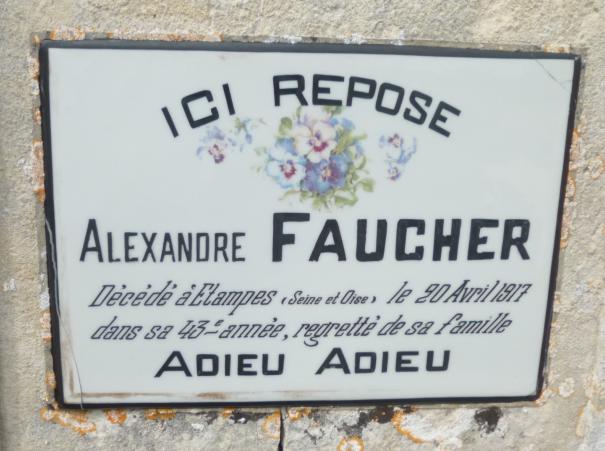 ICI REPOSE
ALEXANDRE FAUCHER
Décédé à Etampes (Seine et Oise) le 20 Avril 1917
dans sa 43e année, regretté de sa famille
ADIEU ADIEU